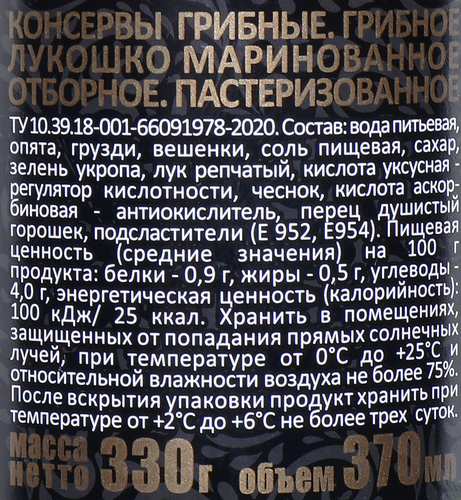 КОНСЕРВЫ ГРИБНЫЕ. ГРИБНОЕ
ЛУКОШКО МАРИНОВАННОЕ
ОТБОРНОЕ. ПАСТЕРИЗОВАННОЕ
ТУ 10.39.18-001-66091978-2020. Состав: вода питьевая,
опята, грузди, вешенки, соль пищевая, сахар,
зелень укропа, лук репчатый, кислота уксусная -
регулятор кислотности, чеснок, кислота аскор-
биновая - антиокислитель, перец душистый
горошек, подсластители (Е 952, Е954). Пищевая
ценность (средние значения) на 100 г
продукта: белки - 0,9 г, жиры - 0,5 г, углеводы -
4,0 г, энергетическая ценность (калорийность):
100 кДж/ 25 ккал. Хранить в помещениях,
защищенных от попадания прямых солнечных
лучей, при температуре от 0°С до +25°С и
относительной влажности воздуха не более 75%.
После вскрытия упаковки продукт хранить при
температуре от +2°С до +6°С не более трех суток.
масса нетто 330г объем 370мл